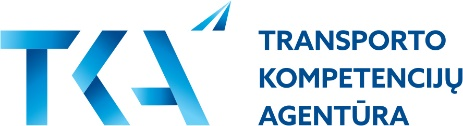 TKA
TRANSPORTO
KOMPETENCIJŲ
AGENTŪRA